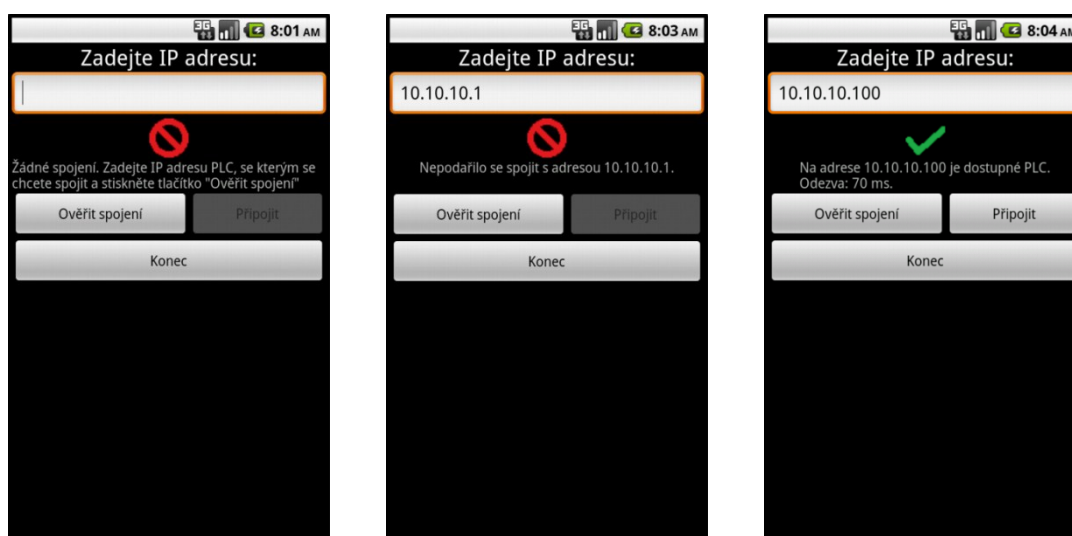 3G 8:01 AM
Zadejte IP adresu:
Žádné spojení. Zadejte IP adresu PLC, se kterým se
chcete spojit a stiskněte tlačítko "Ověřit spojení"
Ověřit spojení Připojit
Konec
3G 8:03 AM
Zadejte IP adresu:
10.10.10.1
Nepodařilo se spojit s adresou 10.10.10.1.
Ověřit spojení Připojit
Konec
3G 8:04 AM
Zadejte IP adresu:
10.10.10.100
Na adrese 10.10.10.100 je dostupné PLC.
Odezva: 70 ms.
Ověřit spojení Připojit
Konec